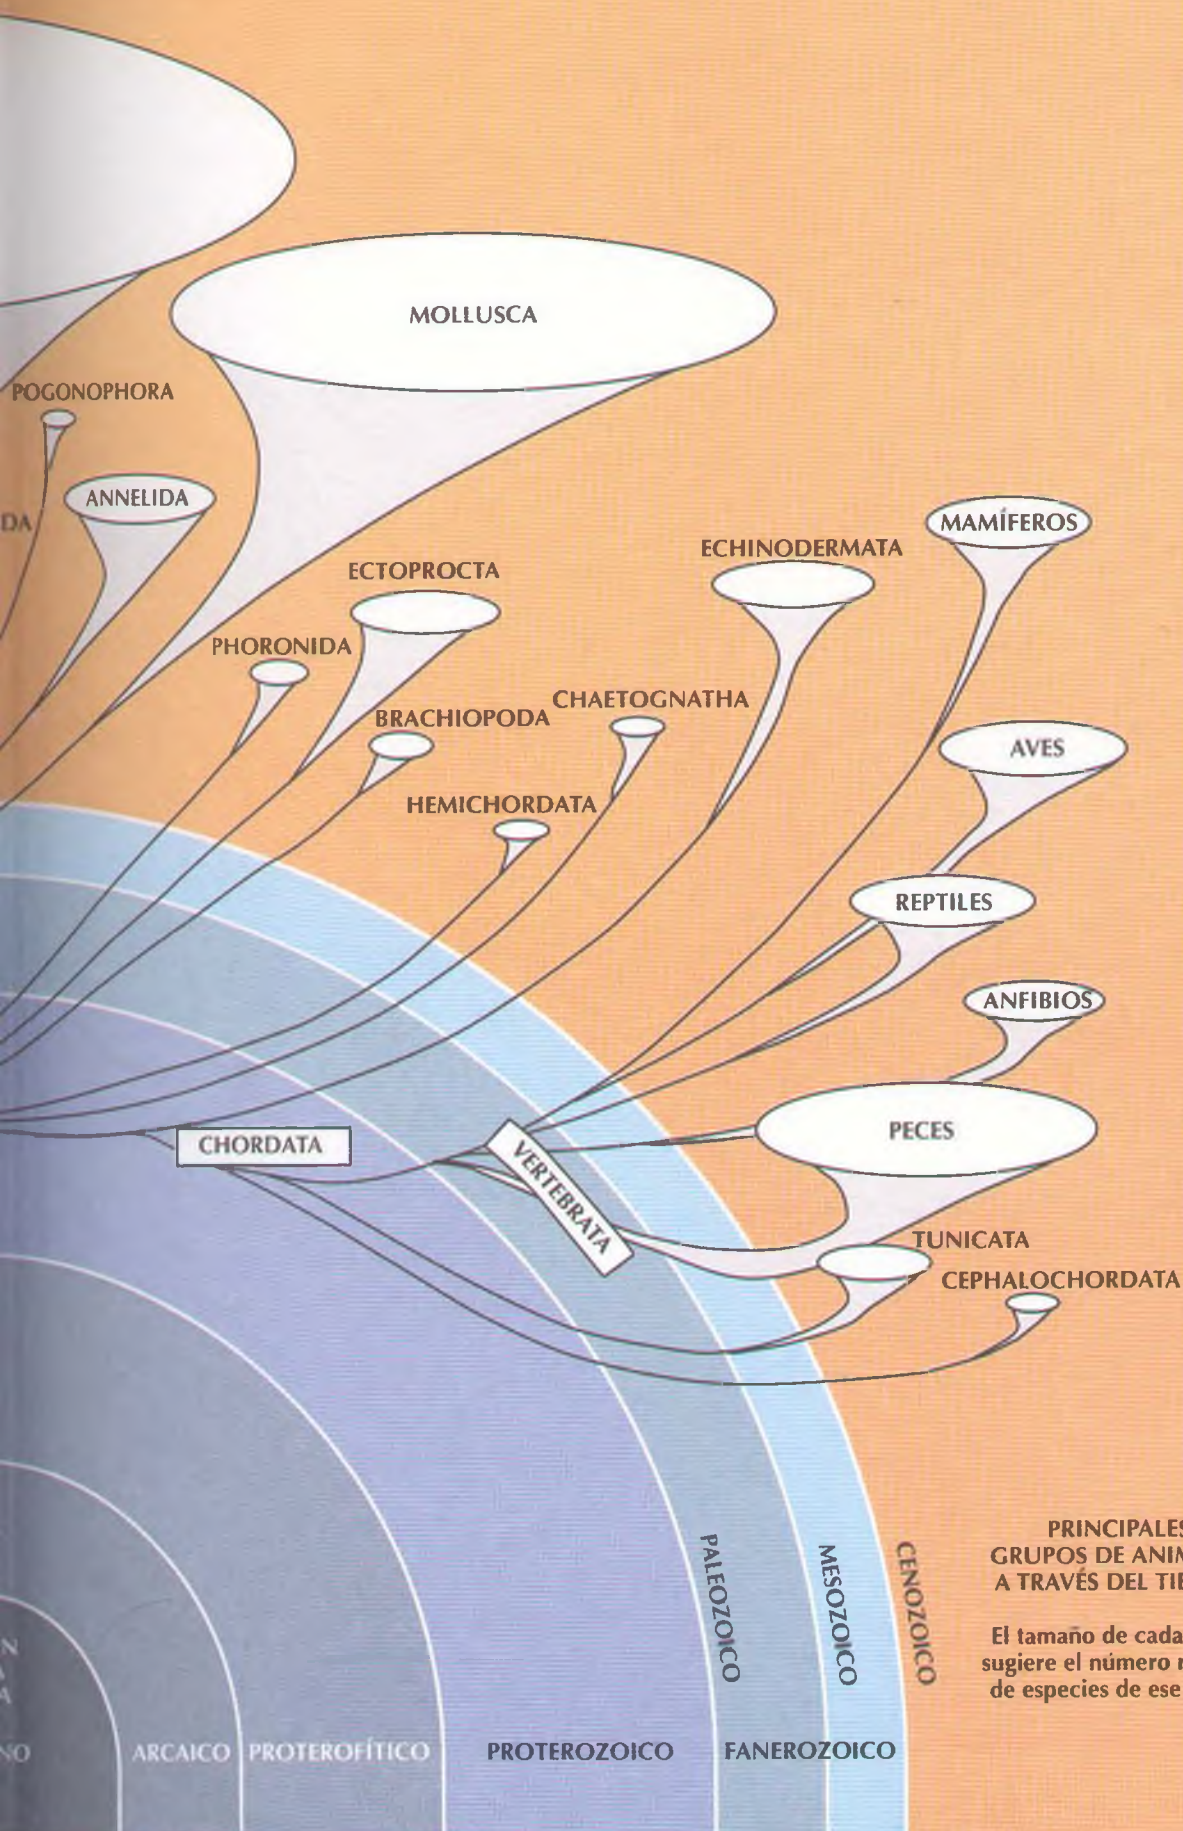 MOLLUSCA
POGONOPHORA
ANNELIDA
DA
MAMÍFEROS
ECHINODERMATA
ECTOPROCTA
PHORONIDA
CHAETOGNATHA
BRACHIOPODA
AVES
HEMICHORDATA
REPTILES
ANFIBIOS
PECES
CHORDATA
VERTEBRATA
TUNICATA
CEPHALOCHORDATA
PRINCIPALES
GRUPOS DE ANIM
A TRAVÉS DEL TIE
PALEOZOICO
MESOZOICO
CENOZOICO
El tamaño de cada
sugiere el número r
de especies de ese
N
A
NO
ARCAICO
PROTEROFÍTICO
PROTEROZOICO
FANEROZOICO